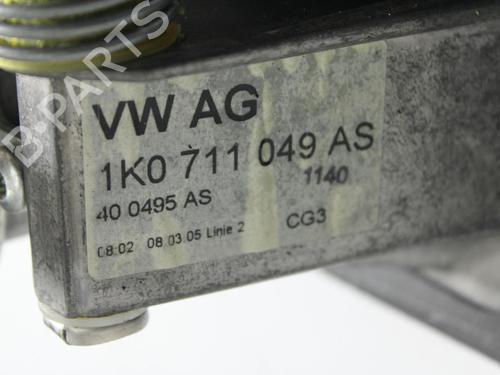 B-PARTS
VW AG
1K0 711 049 AS
1140
40 0495 AS
08:02 08.03.05 Linie 2
CG3